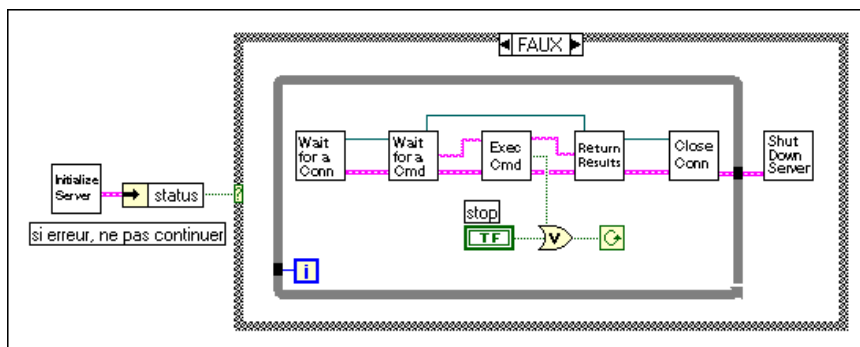 FAUX
Initialize
Server
status
?
si erreur, ne pas continuer
Wait
for a
Conn
Wait
for a
Cmd
Exec
Cmd
Return
Results
Close
Conn
Shut
Down
Server
stop
TF
V
i